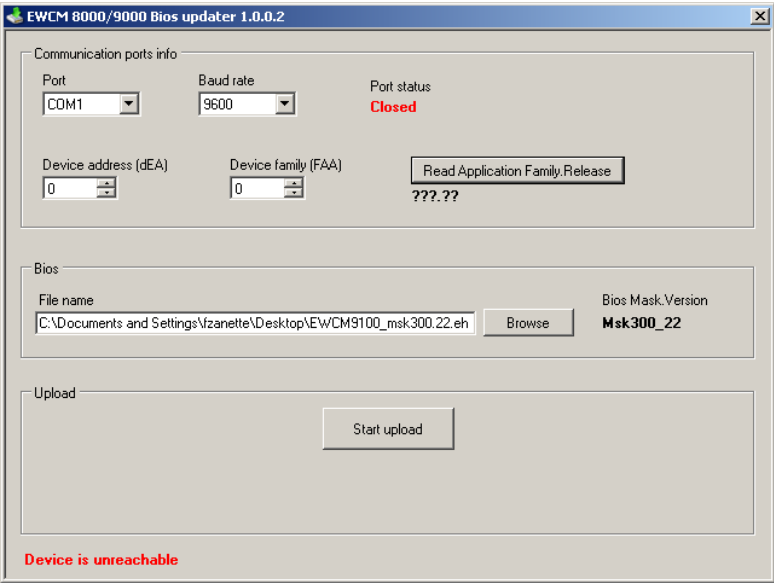 EWCM 8000/9000 Bios updater 1.0.0.2
Communication ports info
Port
Baud rate
Port status
COM1
9600
Closed
Device address (dEA)
Device family (FAA)
0
0
Read Application Family.Release
???.??
Bios
File name
Bios Mask.Version
C:\Documents and Settings\fzanette\Desktop\EWCM9100_msk300.22.eh
Browse
Msk300_22
Upload
Start upload
Device is unreachable